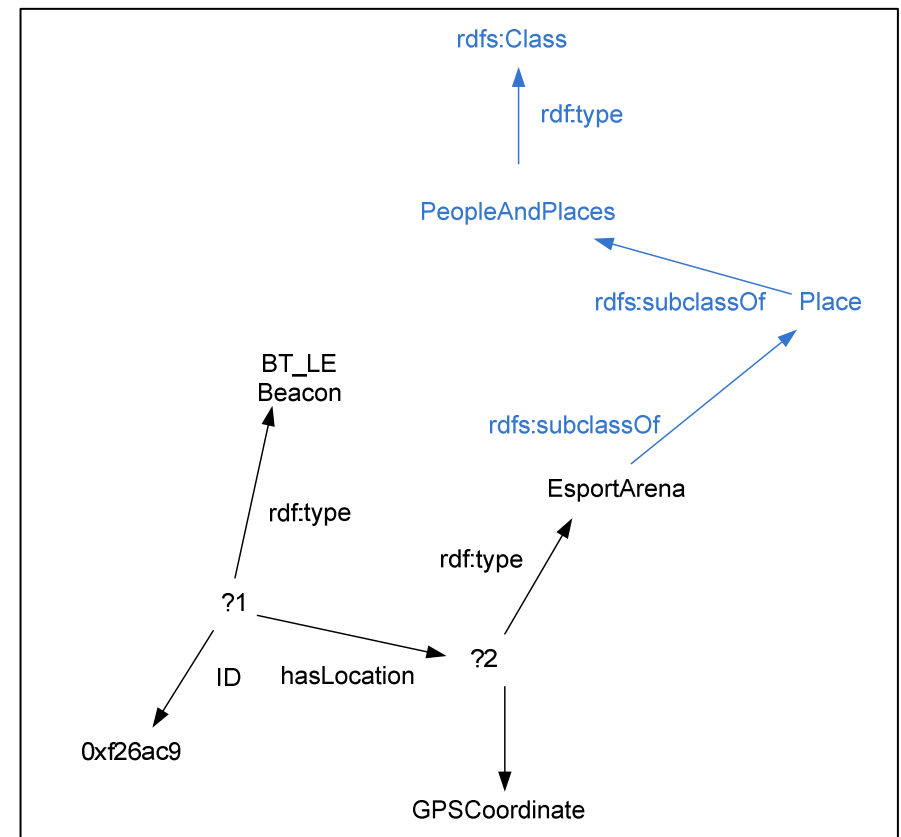 rdfs:Class
rdf:type
PeopleAndPlaces
rdfs:subclassOf
Place
BT_LE
Beacon
rdfs:subclassOf
EsportArena
rdf:type
rdf:type
?1
?2
ID
hasLocation
0xf26ac9
GPSCoordinate